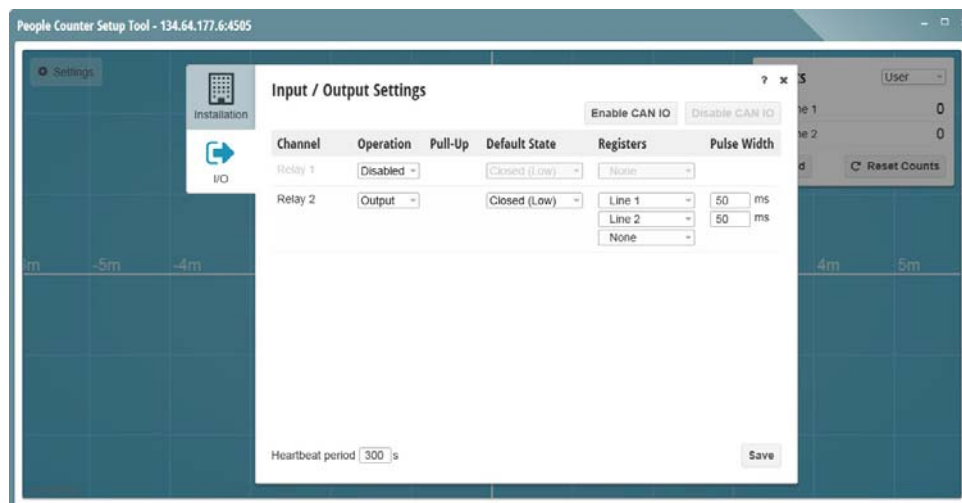 People Counter Setup Tool - 134.64.177.6:4505
Settings
Installation
I/O
Input / Output Settings
? x
Enable CAN IO Disable CAN IO
Channel Operation Pull-Up Default State Registers Pulse Width
Relay 1 Disabled Closed (Low) None
Relay 2 Output Closed (Low) Line 1 50 ms
Line 2 50 ms
None
Heartbeat period 300 s
Save
User
1 0
2 0
Reset Counts
-5m -4m 4m 5m